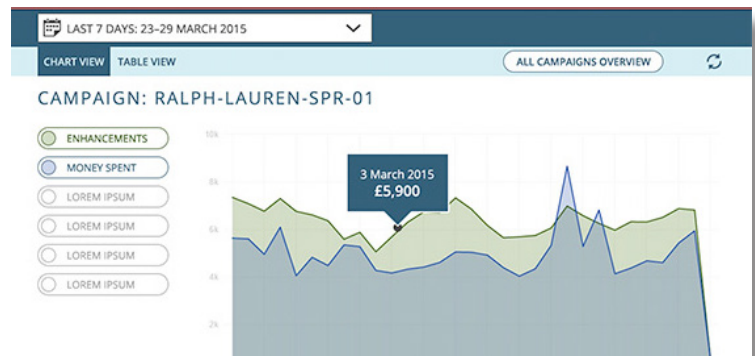 LAST 7 DAYS: 23–29 MARCH 2015
CHART VIEW TABLE VIEW ALL CAMPAIGNS OVERVIEW
CAMPAIGN: RALPH-LAUREN-SPR-01
ENHANCEMENTS
MONEY SPENT
LOREM IPSUM
LOREM IPSUM
LOREM IPSUM
LOREM IPSUM
10k
8k
6k
4k
2k
3 March 2015
£5,900